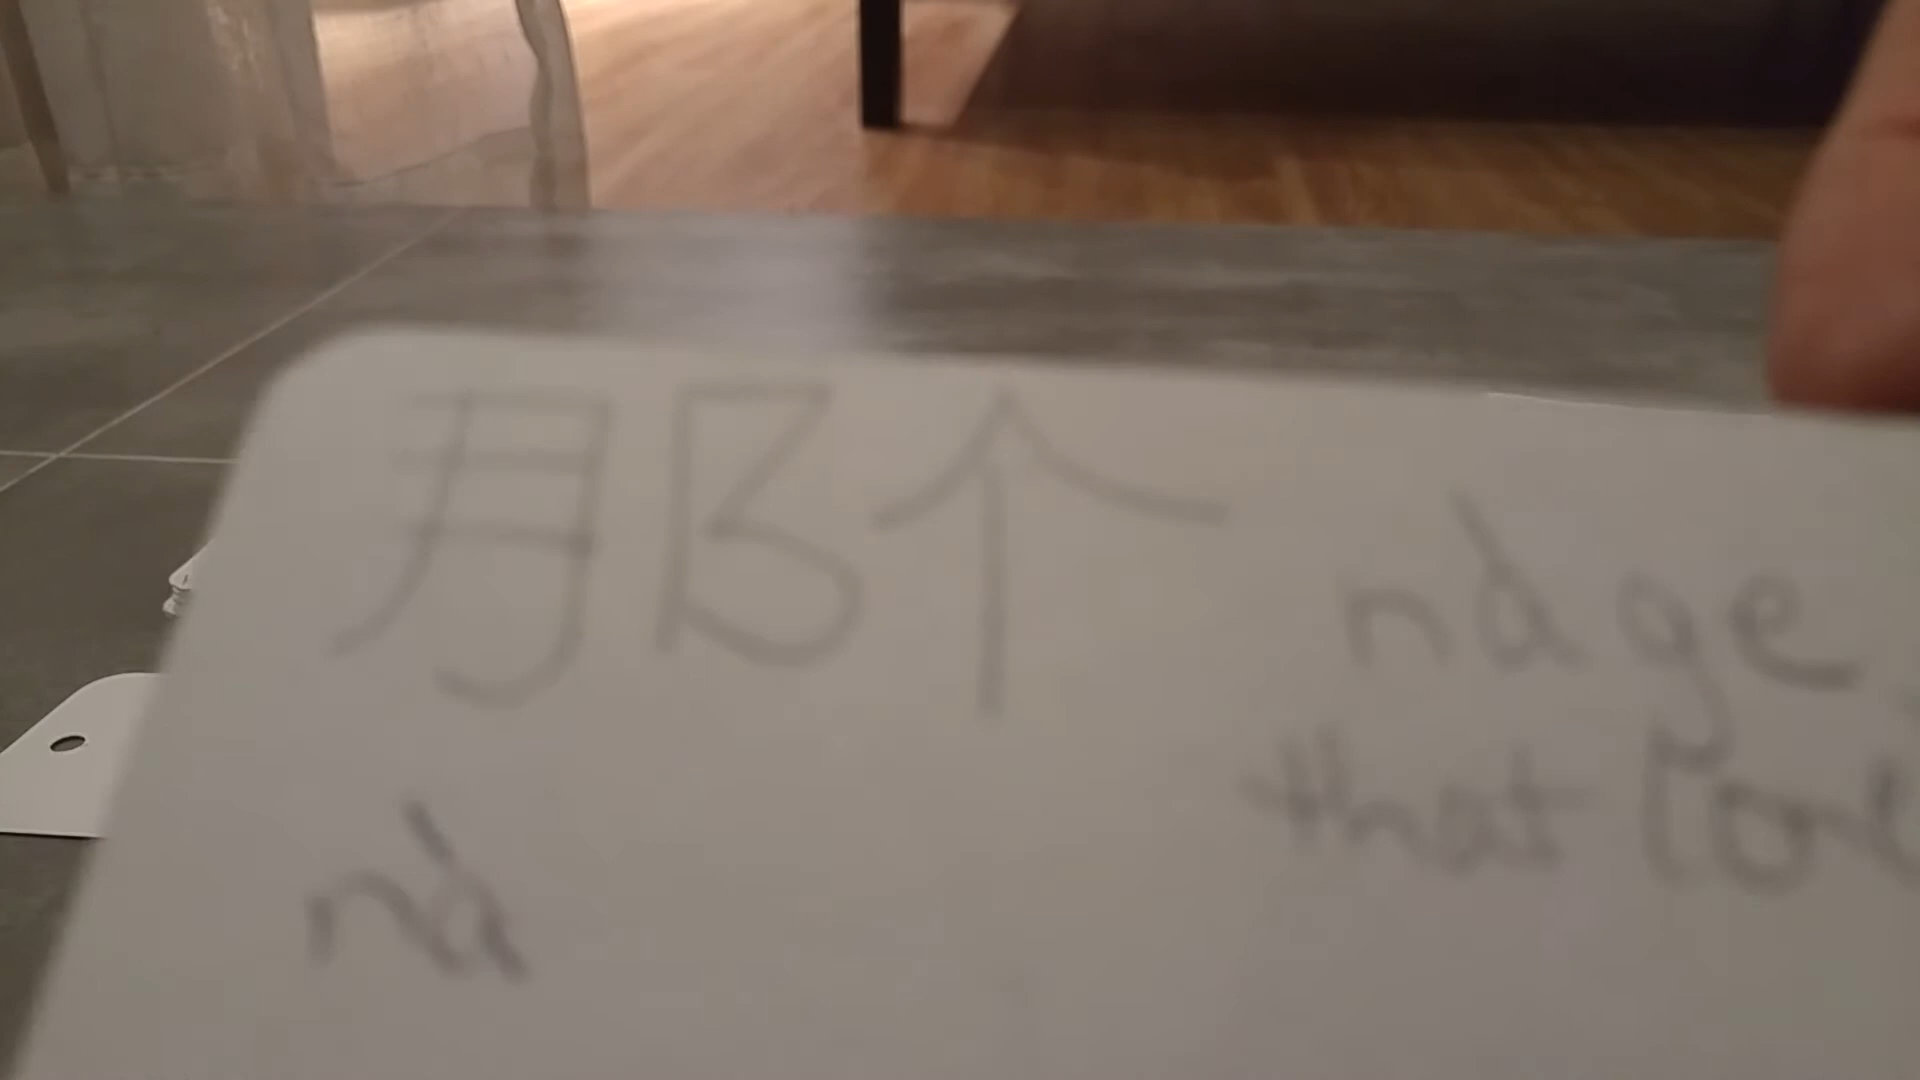 那个 nàge
that
nà